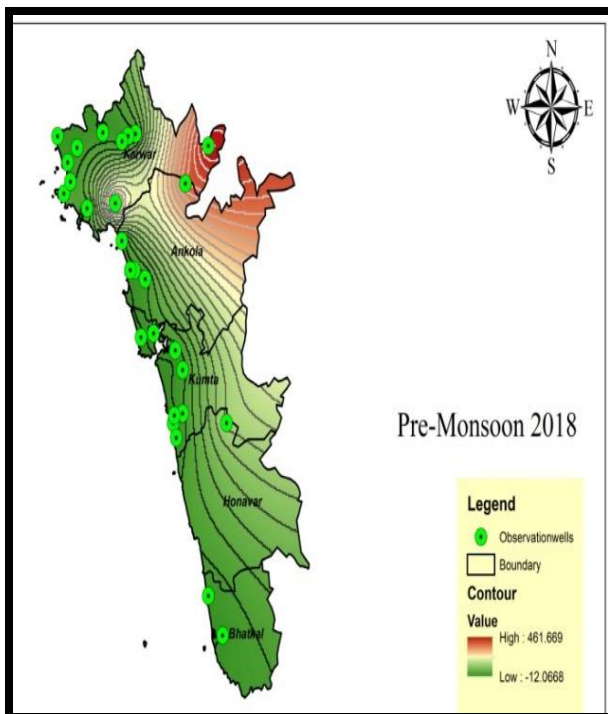 N
W E
S
Karwar
Ankola
Kumta
Pre-Monsoon 2018
Honavar
Bhatkal
Legend
Observationwells
Boundary
Contour
Value
High : 461.669
Low : -12.0668